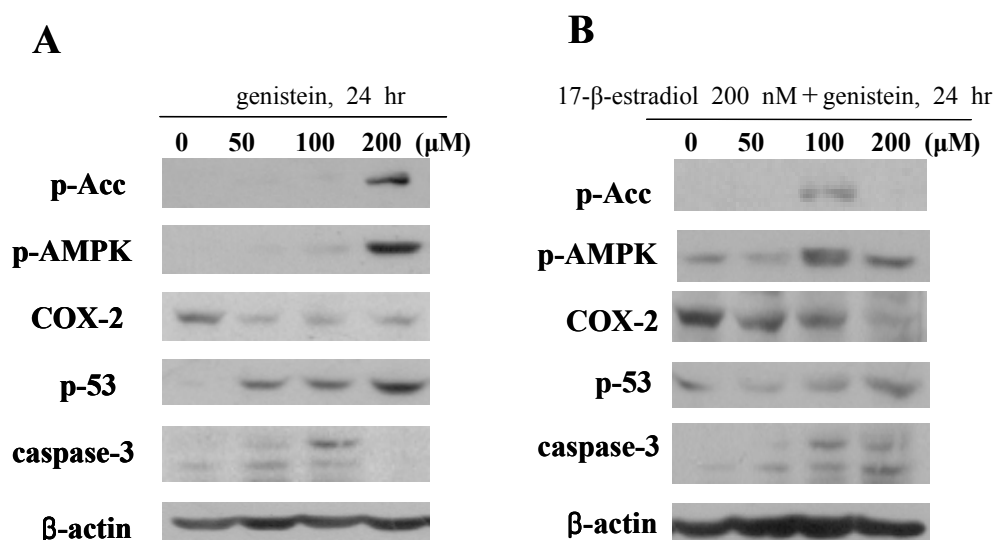 A
genistein, 24 hr
0 50 100 200 (μM)
p-Acc
p-AMPK
COX-2
p-53
caspase-3
β-actin
B
17-β-estradiol 200 nM + genistein, 24 hr
0 50 100 200 (μM)
p-Acc
p-AMPK
COX-2
p-53
caspase-3
β-actin